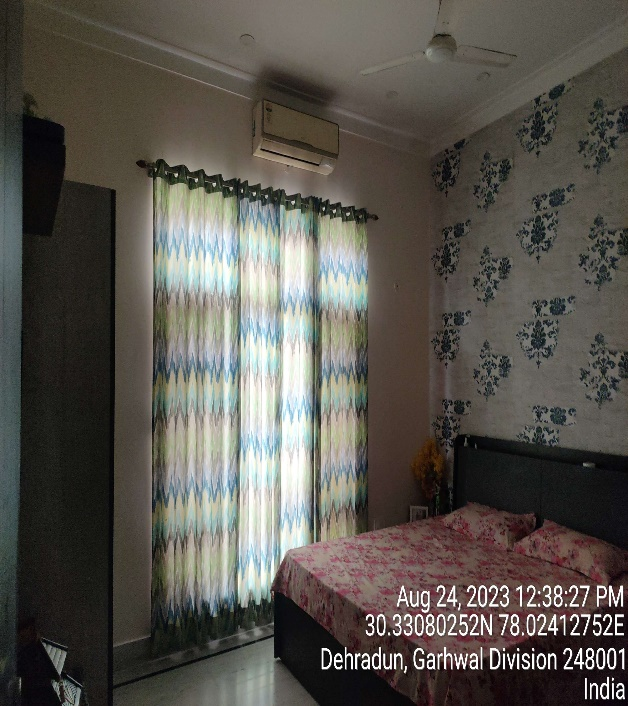 Aug 24, 2023 12:38:27 PM
30.33080252N 78.02412752E
Dehradun, Garhwal Division 248001
India